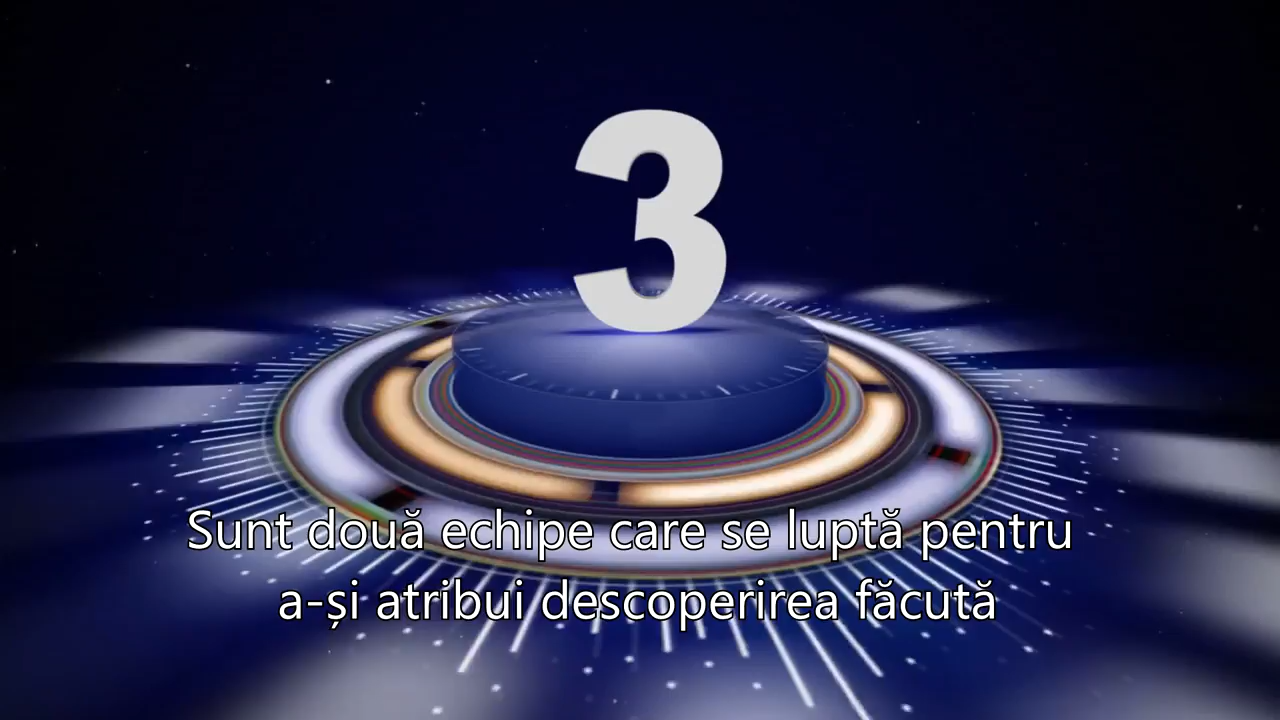 3
Sunt două echipe care se luptă pentru
a-și atribui descoperirea făcută